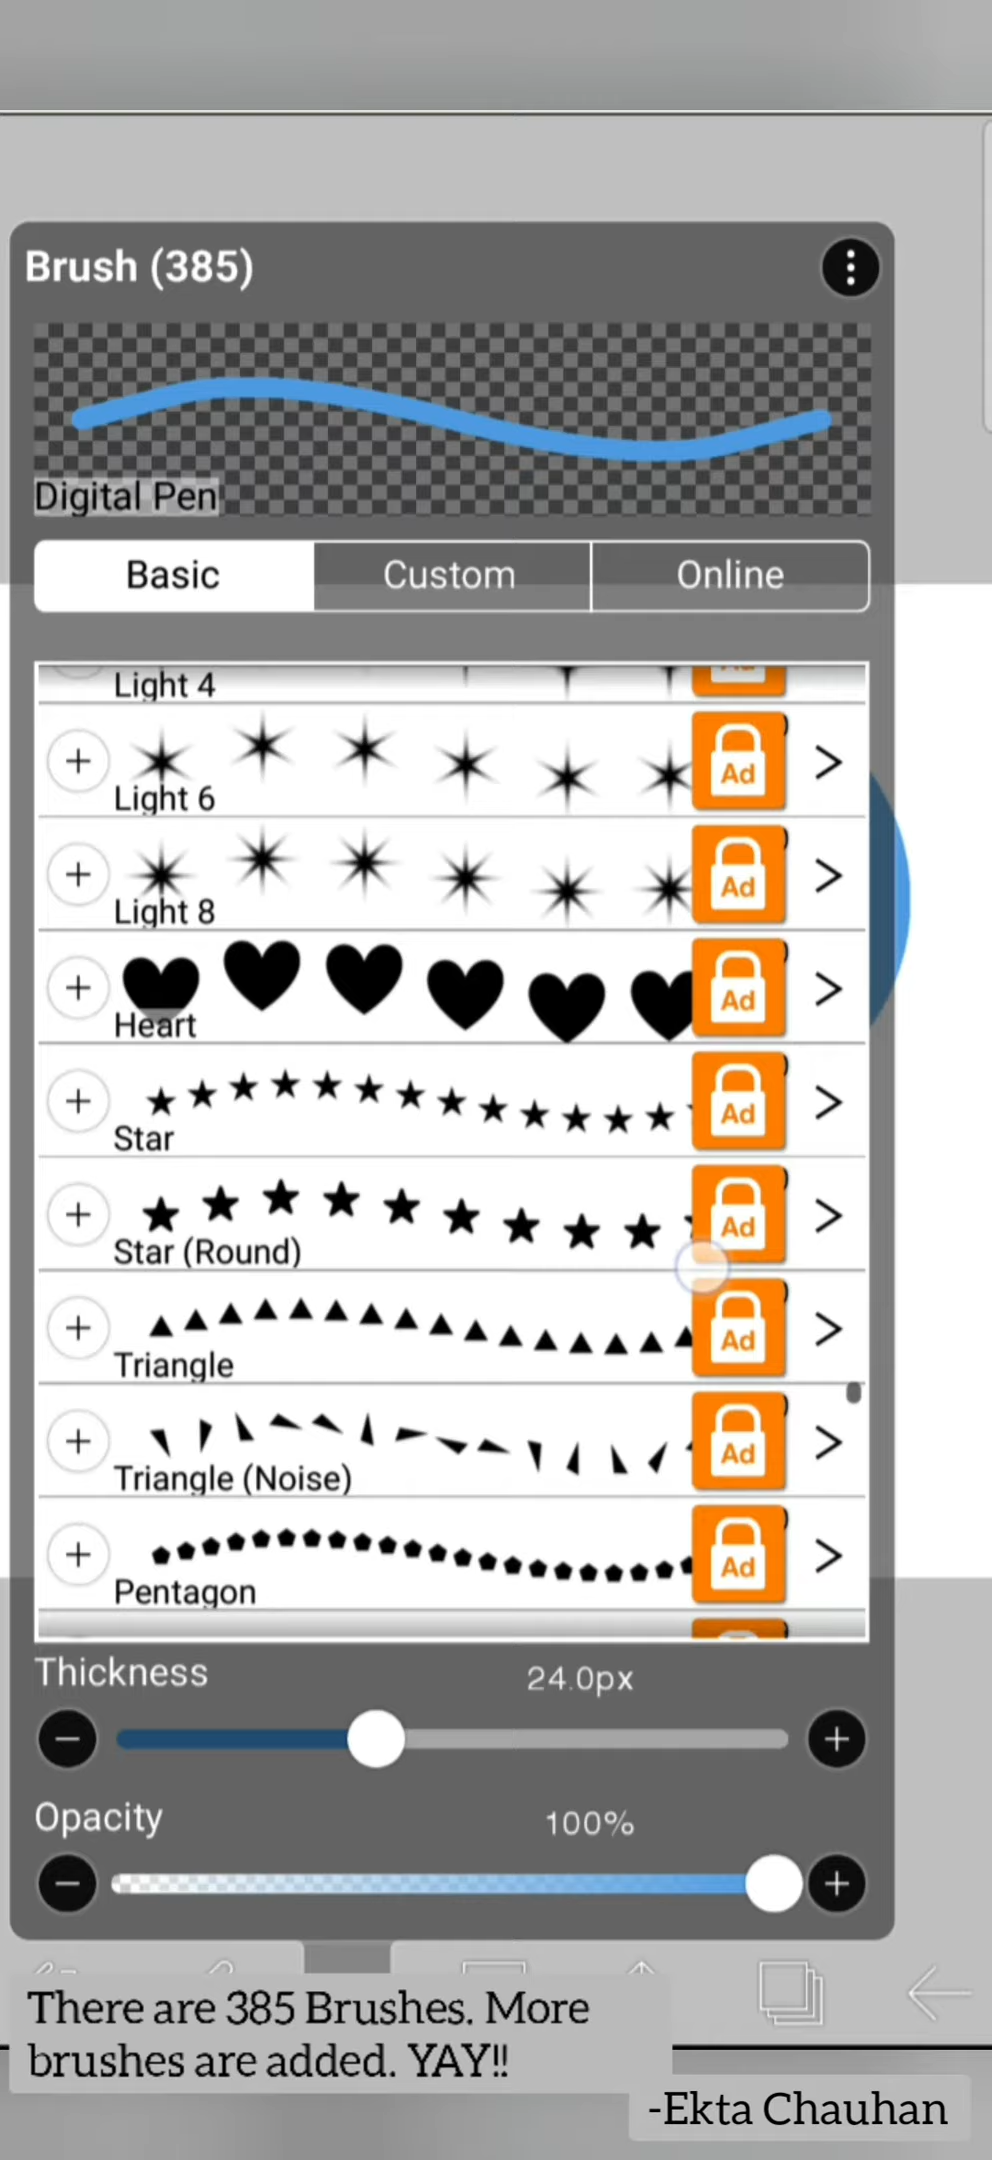 Brush (385)
Digital Pen
Basic Custom Online
Light 4
Light 6
Ad
Light 8
Ad
Heart
Ad
Star
Ad
Star (Round)
Ad
Triangle
Ad
Triangle (Noise)
Ad
Pentagon
Ad
Thickness 24.0px
Opacity 100%
There are 385 Brushes. More
brushes are added. YAY!!
-Ekta Chauhan